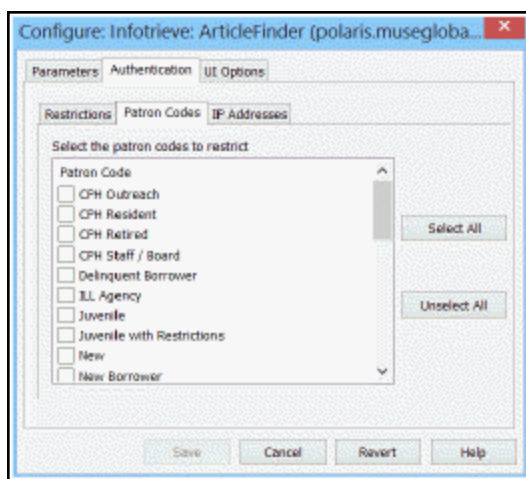 Configure: Infotrieve: ArticleFinder (polaris.musegloba...
Parameters Authentication UI Options
Restrictions Patron Codes IP Addresses
Select the patron codes to restrict
Patron Code
CPH Outreach
CPH Resident
CPH Retired
CPH Staff / Board
Delinquent Borrower
ILL Agency
Juvenile
Juvenile with Restrictions
New
New Borrower
Select All
Unselect All
Save Cancel Revert Help